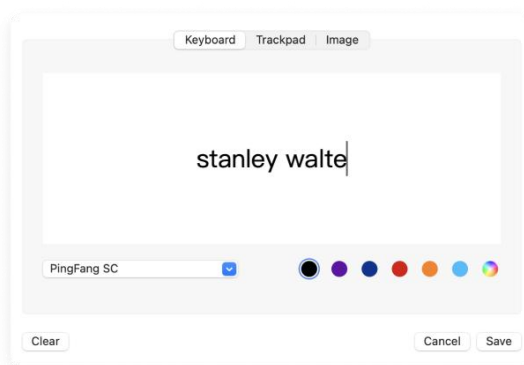 Keyboard Trackpad Image
stanley walte
PingFang SC
Clear Cancel Save